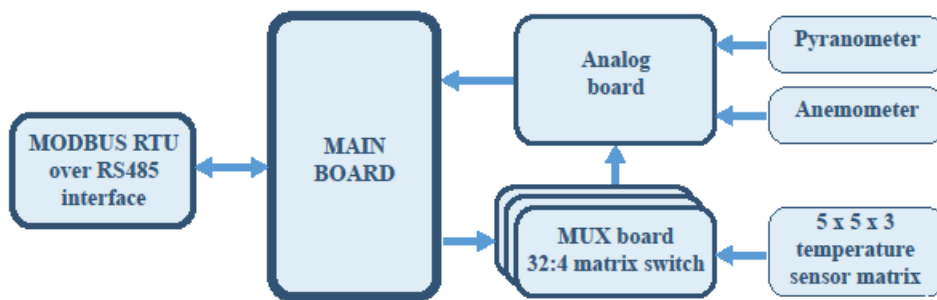 MODBUS RTU
over RS485
interface
MAIN
BOARD
Analog
board
Pyranometer
Anemometer
MUX board
32:4 matrix switch
5 x 5 x 3
temperature
sensor matrix